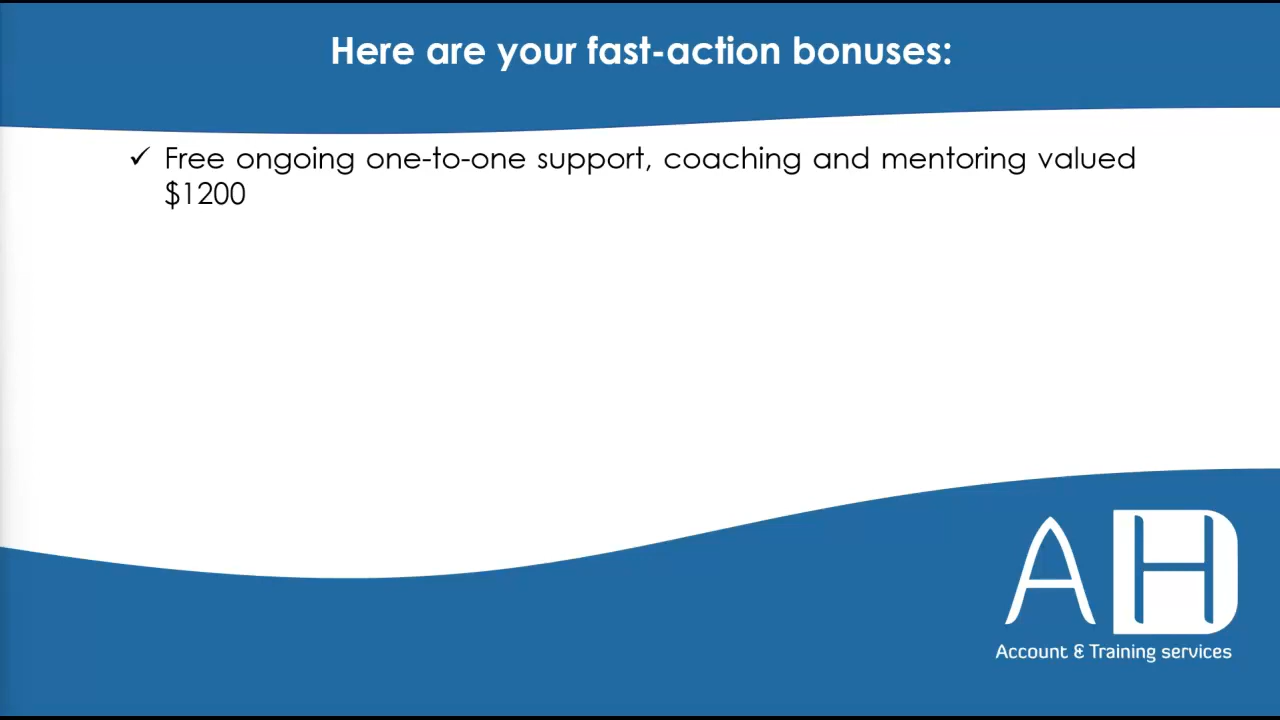 Here are your fast-action bonuses:
✓ Free ongoing one-to-one support, coaching and mentoring valued
$1200
AHD
Account & Training services